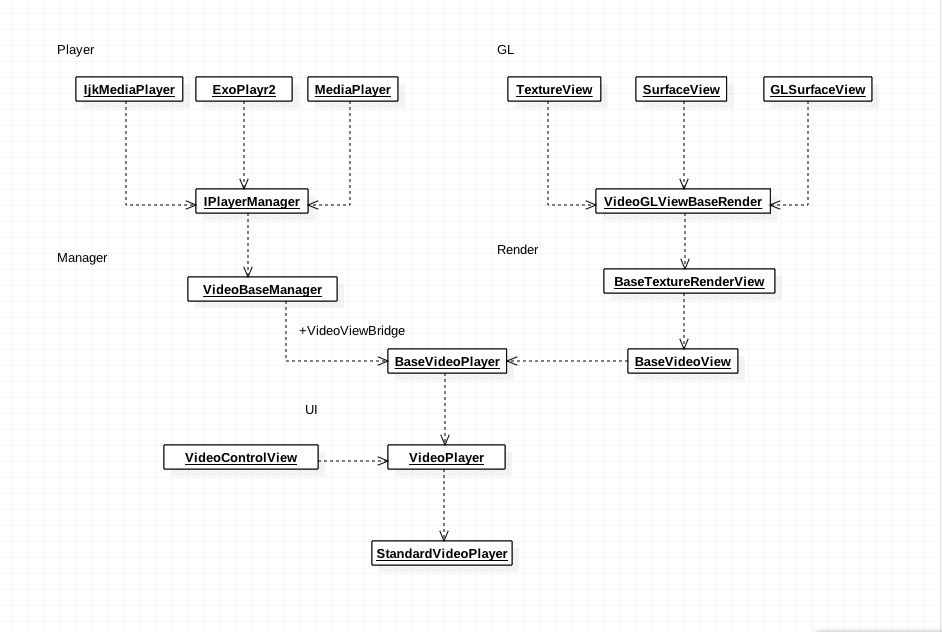 Player
GL
IjkMediaPlayer
ExoPlayr2
MediaPlayer
TextureView
SurfaceView
GLSurfaceView
IPlayerManager
VideoGLViewBaseRender
Manager
Render
VideoBaseManager
BaseTextureRenderView
+VideoViewBridge
BaseVideoPlayer
BaseVideoView
UI
VideoControlView
VideoPlayer
StandardVideoPlayer